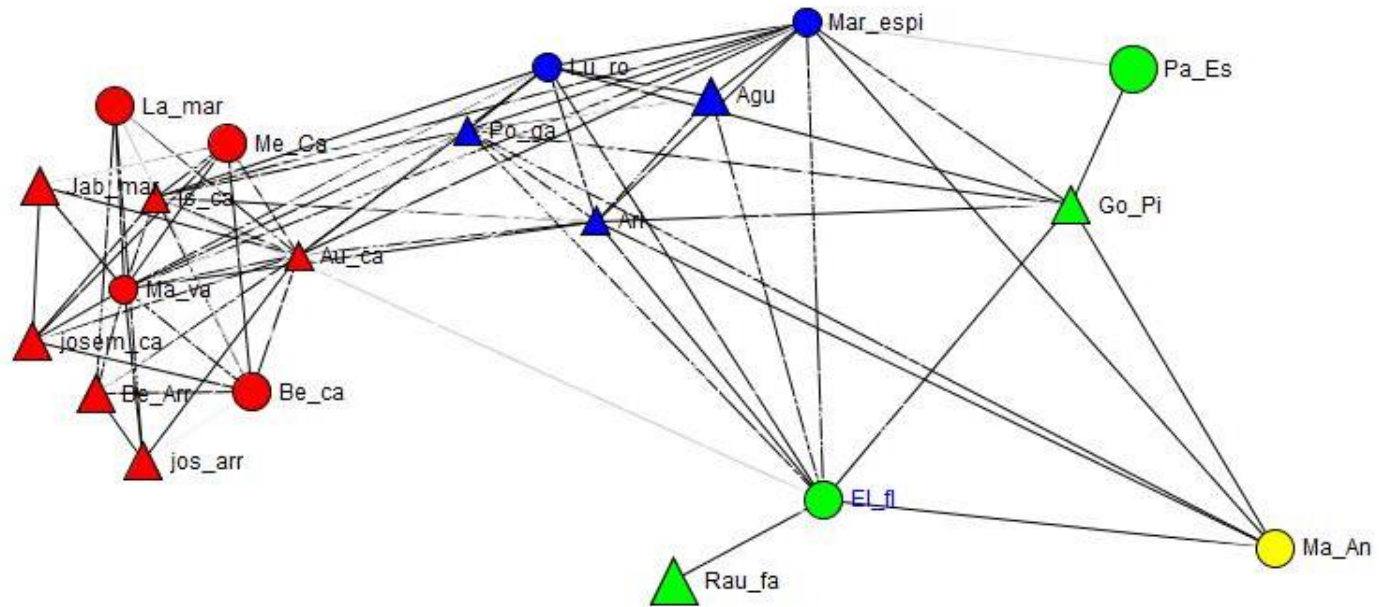 Mar_espi
Lu_ro
Pa_Es
Agu
La_mar
Po_ga
Me_Ca
Jab_mar
Is_ca
Go_Pi
Ari
Au_ca
Ma_va
josem_ca
Be_Arr
Be_ca
jos_arr
El_fl
Ma_An
Rau_fa